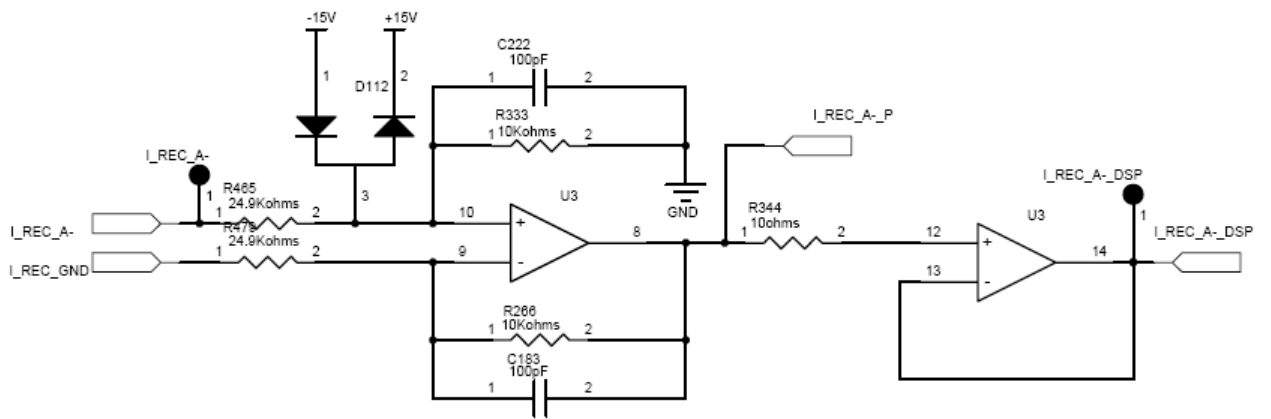 -15V
+15V
C222
100pF
1
2
1
2
D112
R333
10Kohms
1
2
I_REC_A-_P
I_REC_A-
1
R465
24.9Kohms
1
2
3
10
+
U3
GND
I_REC_A-_DSP
1
I_REC_A-
R479
24.9Kohms
1
2
9
-
8
R344
10ohms
1
2
12
+
U3
14
I_REC_A-_DSP
I_REC_GND
13
-
R266
10Kohms
1
2
C183
100pF
1
2